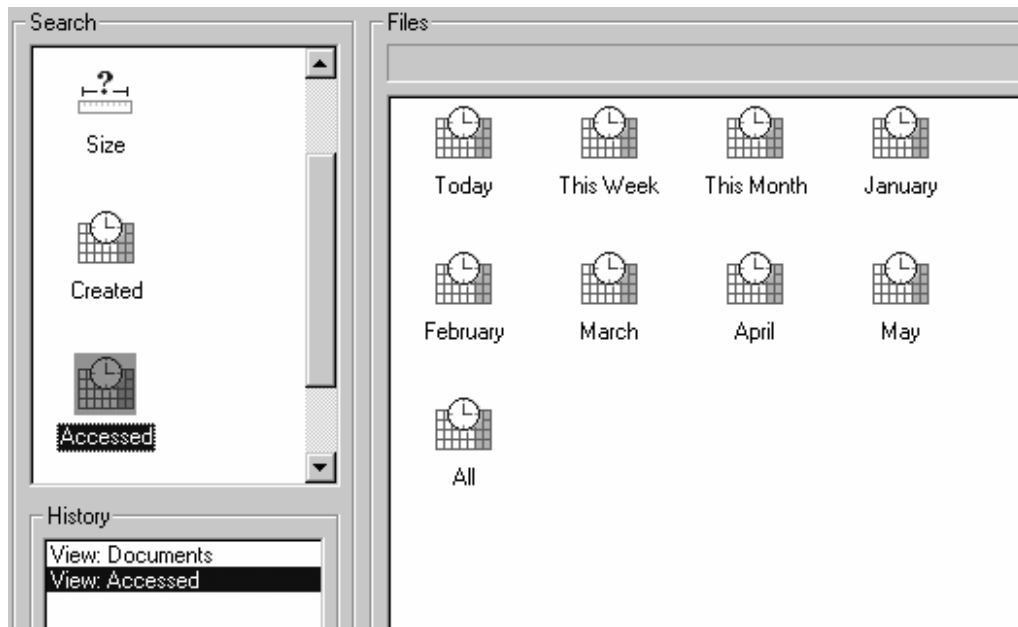 Search
?
Size
Created
Accessed
History
View: Documents
View: Accessed
Files
Today This Week This Month January
February March April May
All